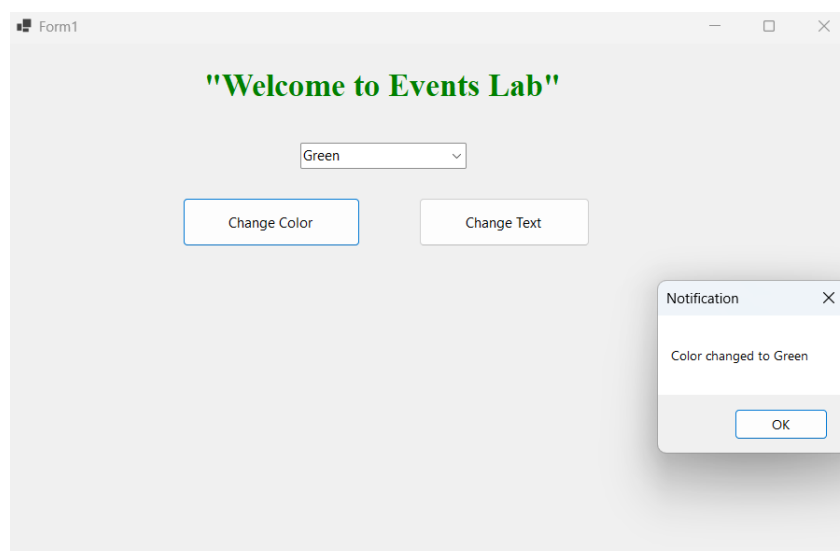 Form1
"Welcome to Events Lab"
Green
Change Color
Change Text
Notification
Color changed to Green
OK